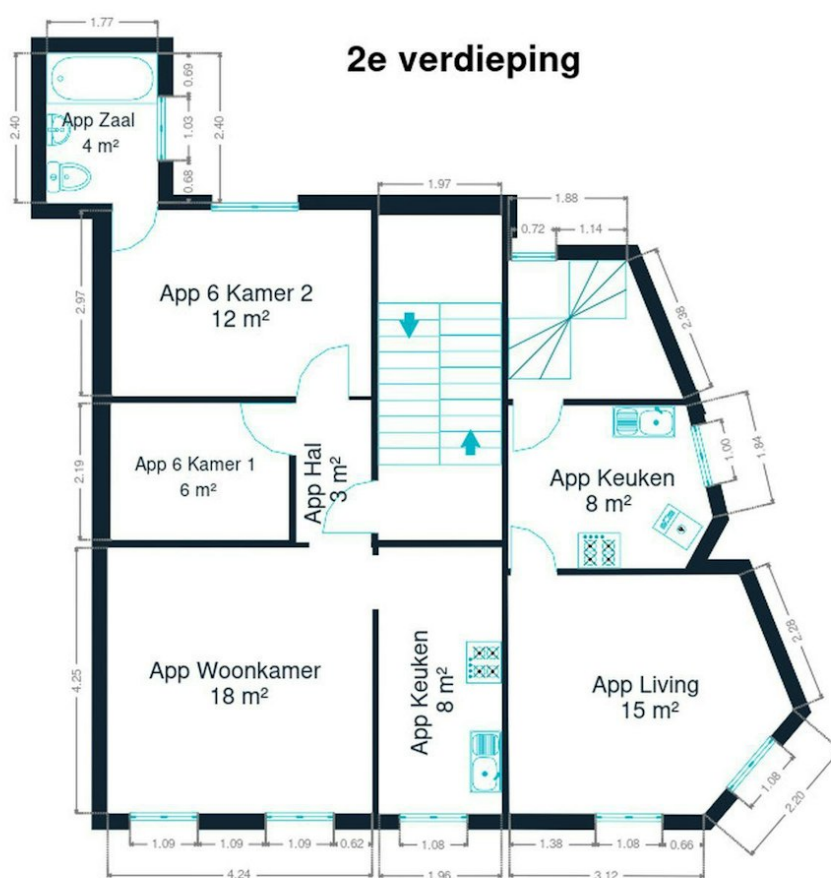 2e verdieping
1.77
2.40
0.69
1.03
0.68
2.40
App Zaal
4 m²
1.97
1.88
0.72
1.14
2.97
App 6 Kamer 2
12 m²
2.38
2.19
App 6 Kamer 1
6 m²
App Hal
3 m²
App Keuken
8 m²
1.00
1.84
4.25
App Woonkamer
18 m²
App Keuken
8 m²
App Living
15 m²
2.28
1.08
2.20
1.09
1.09
1.09
0.62
1.08
1.38
1.08
0.66
4.24
1.96
3.12